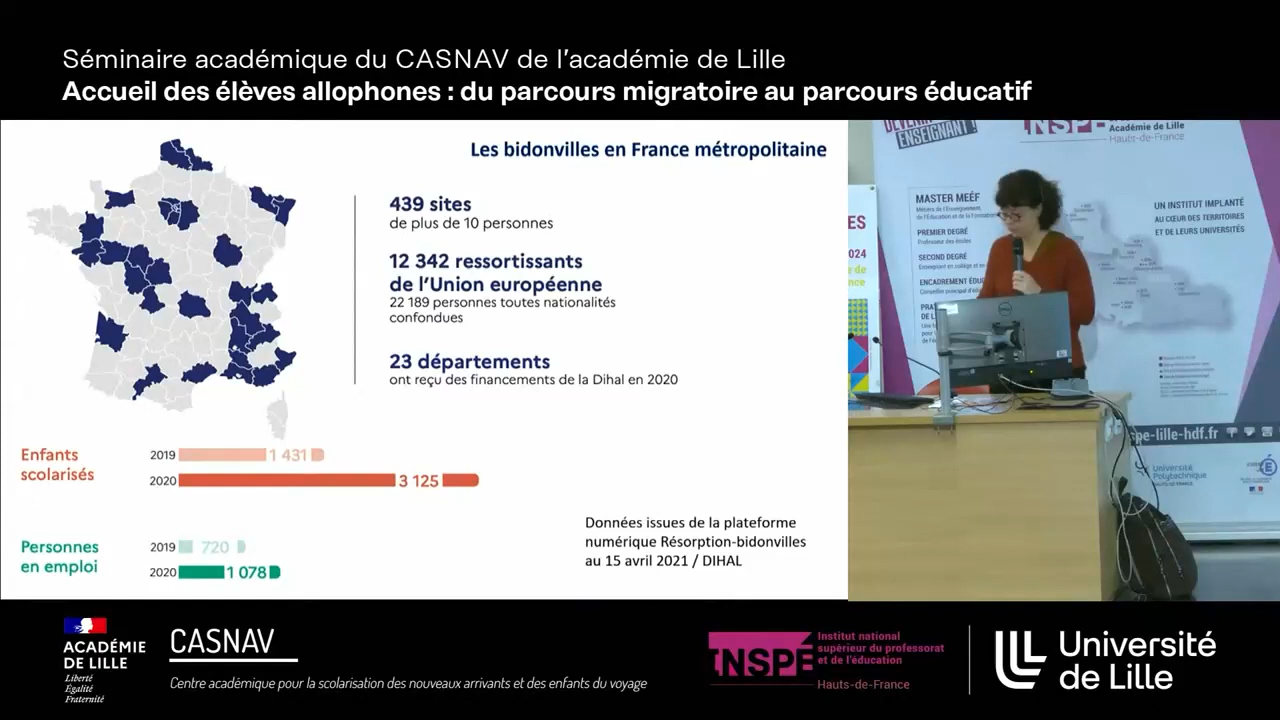 Séminaire académique du CASNAV de l'académie de Lille
Accueil des élèves allophones : du parcours migratoire au parcours éducatif
Les bidonvilles en France métropolitaine
439 sites
de plus de 10 personnes
12 342 ressortissants
de l'Union européenne
22 189 personnes toutes nationalités
confondues
23 départements
ont reçu des financements de la Dihal en 2020
Enfants
scolarisés
2019 1 431
2020 3 125
Personnes
en emploi
2019 720
2020 1 078
Données issues de la plateforme
numérique Résorption-bidonvilles
au 15 avril 2021 / DIHAL
ENSEIGNANT !
INSPE
Académie de Lille
Hauts-de-France
MASTER MEÉF
PREMIER DEGRÉ
Professeur des écoles
SECOND DEGRÉ
UN INSTITUT IMPLANTÉ
AU CŒUR DES TERRITOIRES
ET DE LEURS UNIVERSITÉS
ES
024
spe-lille-hdf.fr
Université
Polytechnique
DELL
ACADÉMIE
DE LILLE
Liberté
Égalité
Fraternité
CASNAV
Centre académique pour la scolarisation des nouveaux arrivants et des enfants du voyage
INSPÉ
Institut national
supérieur du professorat
et de l'éducation
Hauts-de-France
Université
de Lille